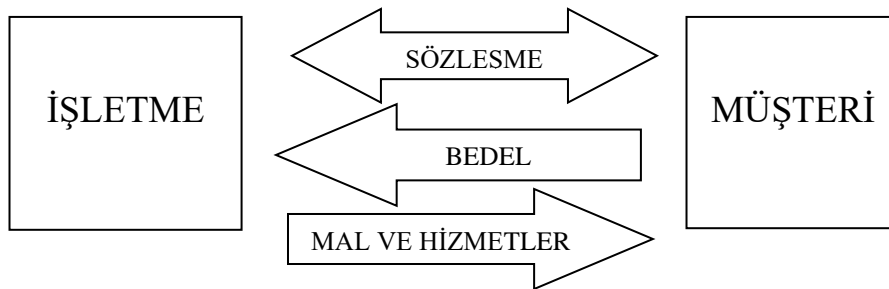 İŞLETME
SÖZLESME
BEDEL
MAL VE HİZMETLER
MÜŞTERİ